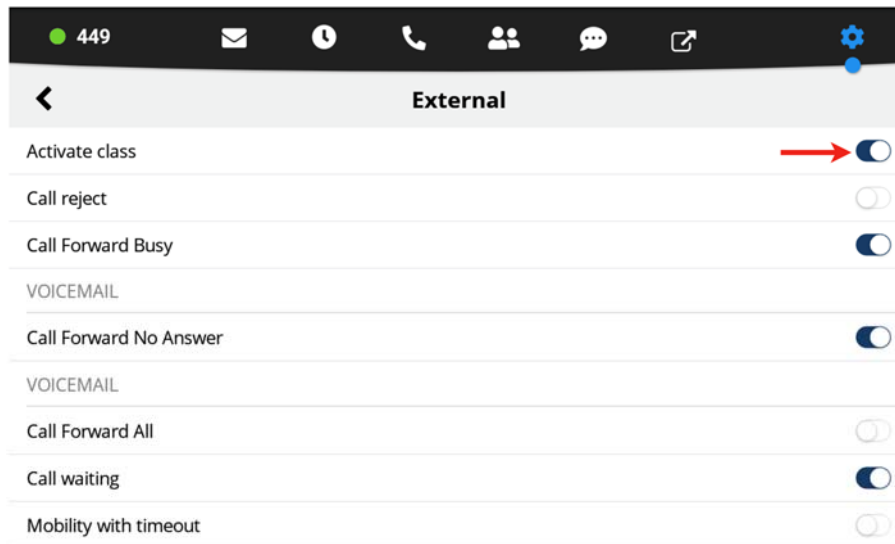 449
External
Activate class
Call reject
Call Forward Busy
VOICEMAIL
Call Forward No Answer
VOICEMAIL
Call Forward All
Call waiting
Mobility with timeout